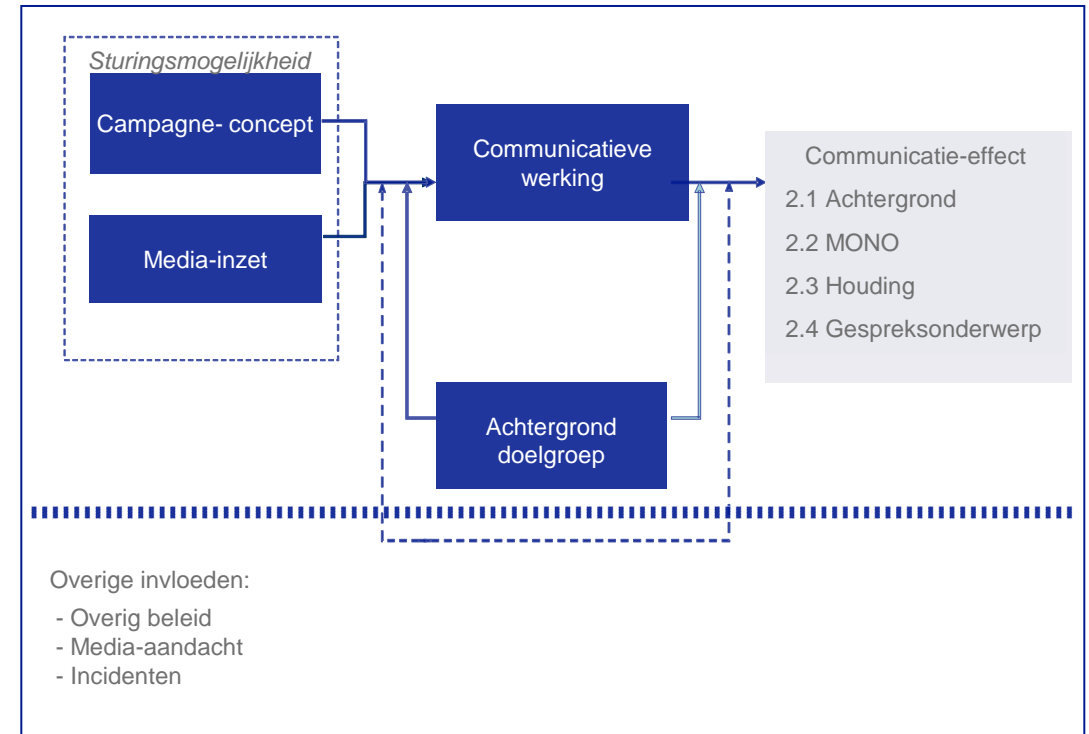 Sturingsmogelijkheid
Campagne- concept
Media-inzet
Communicatieve
werking
Achtergrond
doelgroep
Communicatie-effect
2.1 Achtergrond
2.2 MONO
2.3 Houding
2.4 Gespreksonderwerp
Overige invloeden:
- Overig beleid
- Media-aandacht
- Incidenten